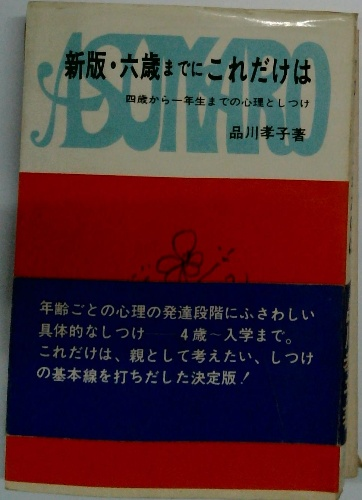 ASUKARO
新版・六歳までにこれだけは
四歳から一年生までの心理としつけ
品川孝子著
年齢ごとの心理の発達段階にふさわしい
具体的なしつけ——４歳〜入学まで。
これだけは、親として考えたい、しつけ
の基本線を打ちだした決定版！